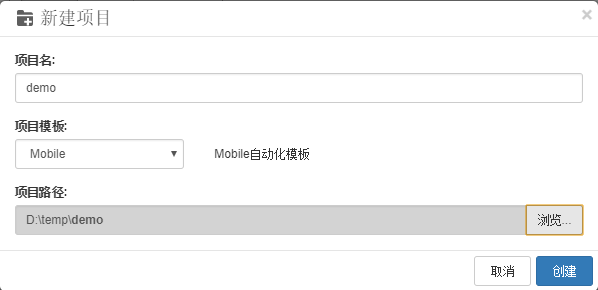 新建项目
×
项目名:
demo
项目模板:
Mobile
Mobile自动化模板
项目路径:
D:\temp\demo
浏览...
取消
创建